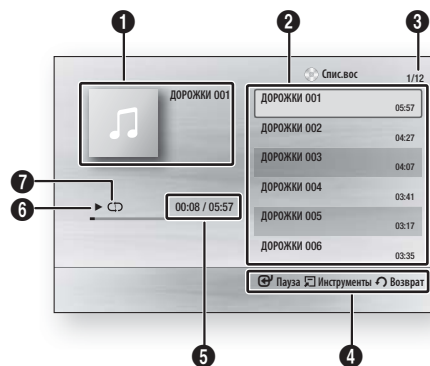 1 2 3
Спис.вос 1/12
ДОРОЖКИ 001
ДОРОЖКИ 001
05:57
ДОРОЖКИ 002
04:27
ДОРОЖКИ 003
04:07
ДОРОЖКИ 004
03:41
ДОРОЖКИ 005
03:17
ДОРОЖКИ 006
03:35
7
6
00:08 / 05:57
Пауза Инструменты Возврат
5 4